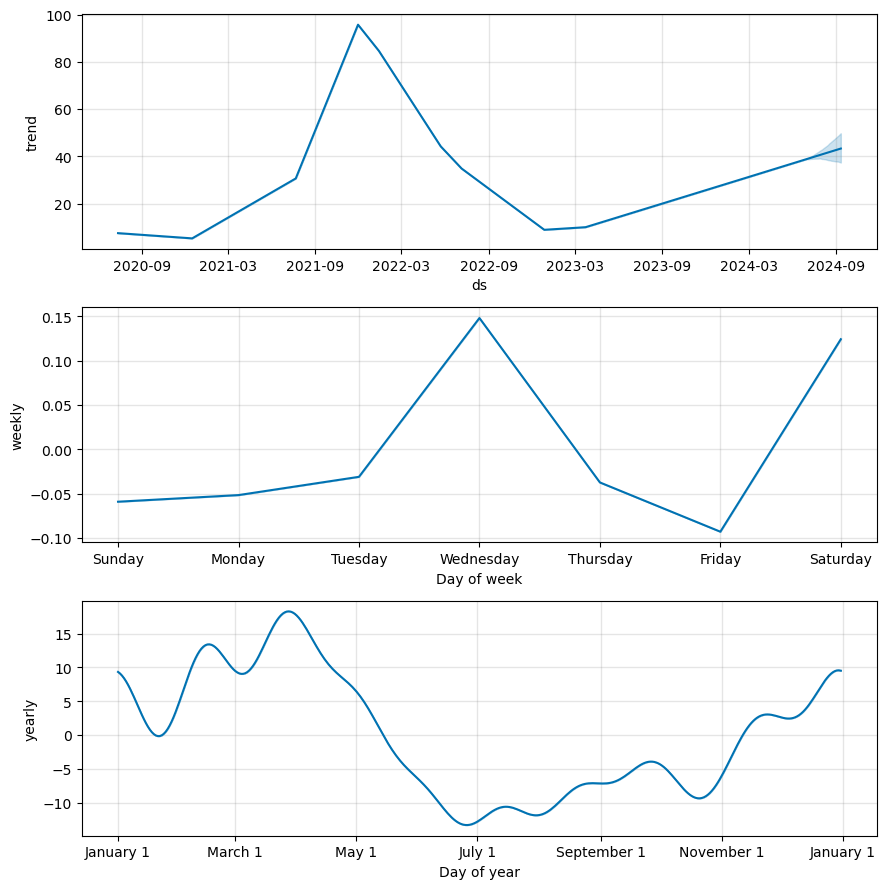 100
80
60
40
20
trend
2020-09 2021-03 2021-09 2022-03 2022-09 2023-03 2023-09 2024-03 2024-09
ds
0.15
0.10
0.05
0.00
−0.05
−0.10
weekly
Sunday Monday Tuesday Wednesday Thursday Friday Saturday
Day of week
15
10
5
0
−5
−10
yearly
January 1 March 1 May 1 July 1 September 1 November 1 January 1
Day of year